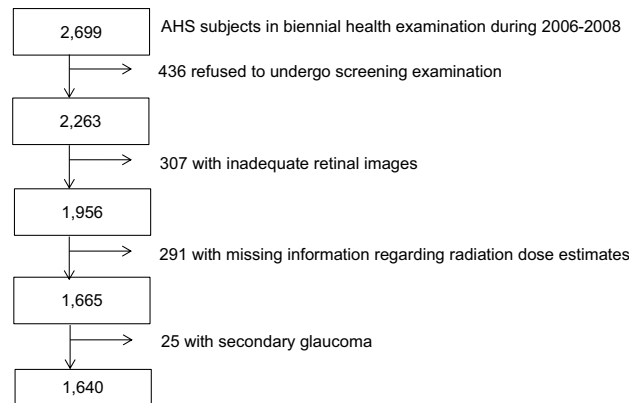 2,699
AHS subjects in biennial health examination during 2006-2008
436 refused to undergo screening examination
2,263
307 with inadequate retinal images
1,956
291 with missing information regarding radiation dose estimates
1,665
25 with secondary glaucoma
1,640